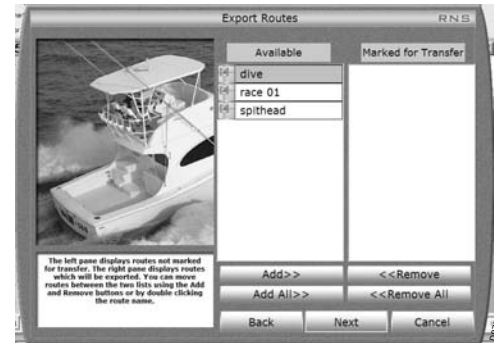 Export Routes
RNS
Available
Marked for Transfer
dive
race 01
spithead
The left pane displays routes not marked
for transfer. The right pane displays routes
which will be exported. You can move
routes between the two lists using the Add
and Remove buttons or by double clicking
the route name.
Add>>
<<Remove
Add All>>
<<Remove All
Back
Next
Cancel